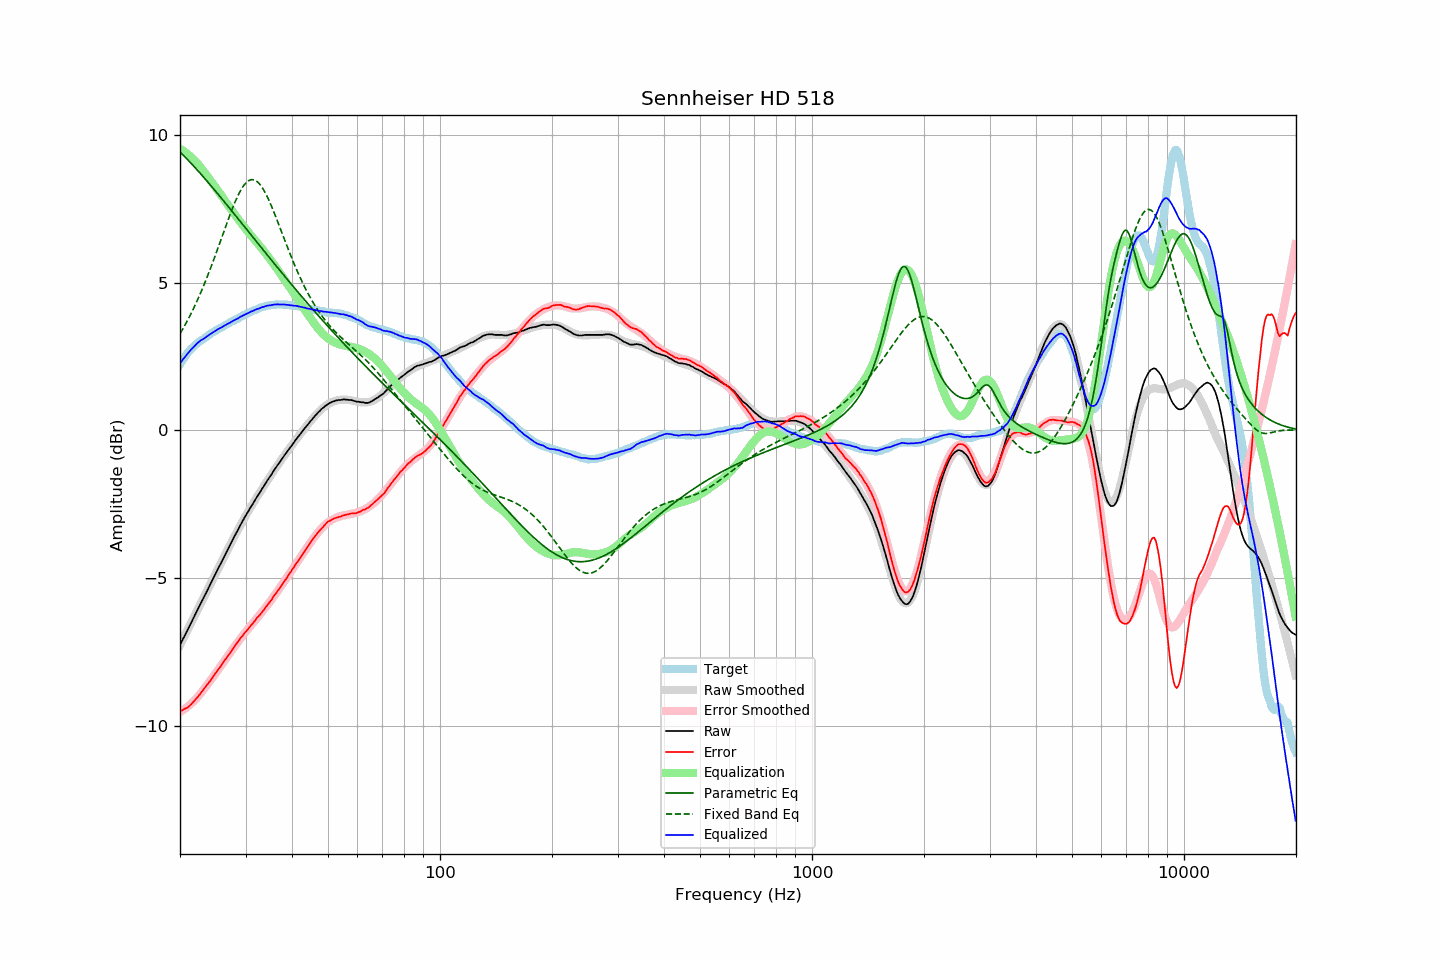 Sennheiser HD 518
10
5
0
−5
−10
Amplitude (dBr)
100
1000
10000
Frequency (Hz)
Target
Raw Smoothed
Error Smoothed
Raw
Error
Equalization
Parametric Eq
Fixed Band Eq
Equalized